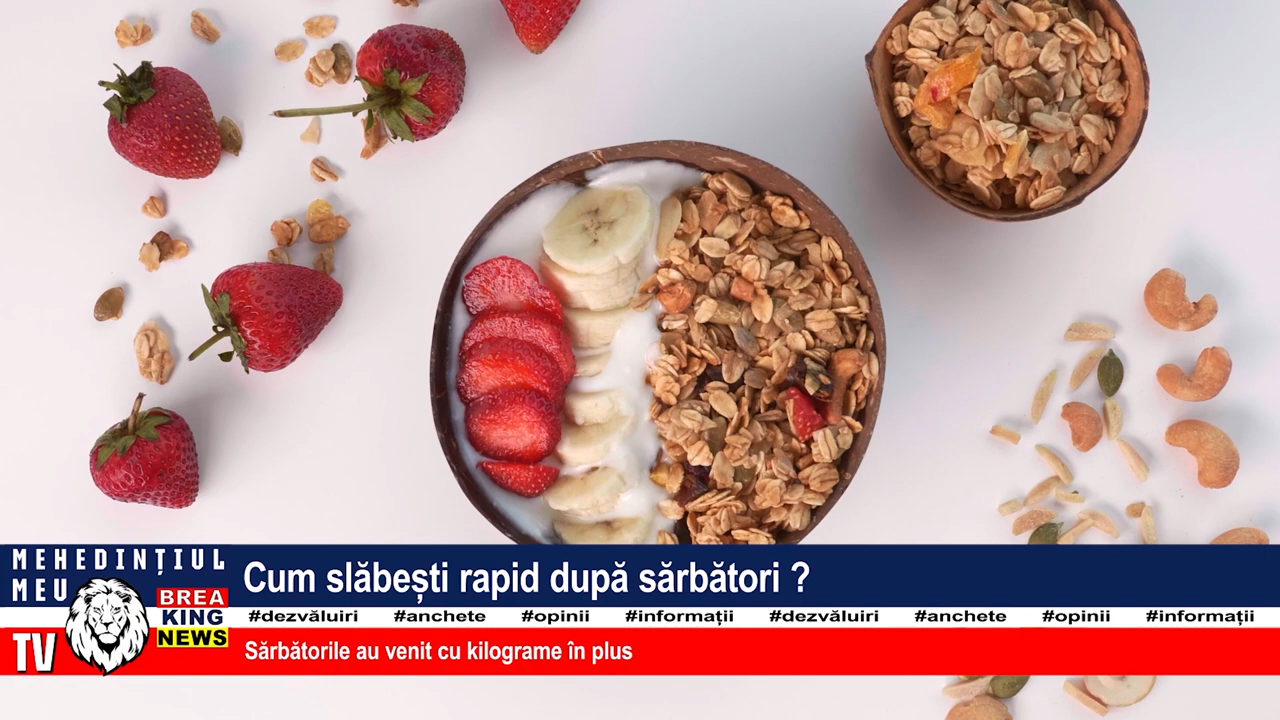 MEHEDINȚIUL
MEU
TV
BREA
KING
NEWS
Cum slăbești rapid după sărbători ?
#dezvăluiri #anchete #opinii #informații #dezvăluiri #anchete #opinii #informații
Sărbătorile au venit cu kilograme în plus